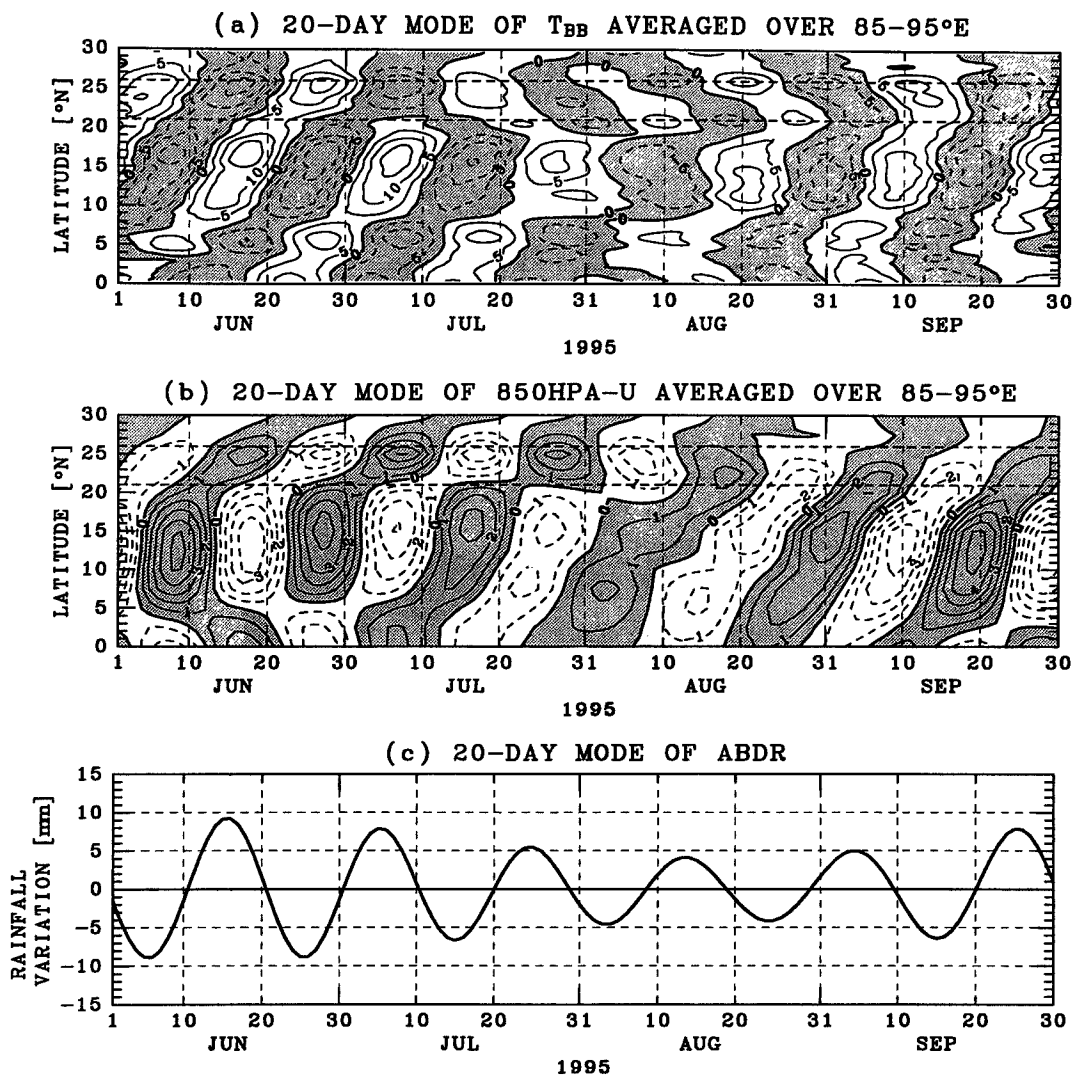 (a) 20-DAY MODE OF TBB AVERAGED OVER 85-95°E
LATITUDE [°N]
30
25
20
15
10
5
0
1 10 20 30 10 20 31 10 20 31 10 20 30
JUN JUL AUG SEP
1995
(b) 20-DAY MODE OF 850HPA-U AVERAGED OVER 85-95°E
LATITUDE [°N]
30
25
20
15
10
5
0
1 10 20 30 10 20 31 10 20 31 10 20 30
JUN JUL AUG SEP
1995
(c) 20-DAY MODE OF ABDR
RAINFALL
VARIATION [mm]
15
10
5
0
-5
-10
-15
1 10 20 30 10 20 31 10 20 31 10 20 30
JUN JUL AUG SEP
1995